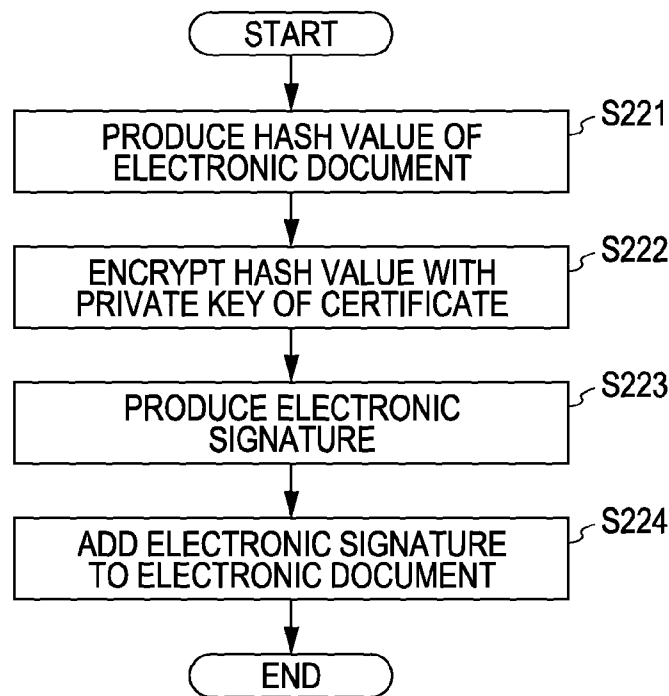 START
S221
PRODUCE HASH VALUE OF
ELECTRONIC DOCUMENT
S222
ENCRYPT HASH VALUE WITH
PRIVATE KEY OF CERTIFICATE
S223
PRODUCE ELECTRONIC
SIGNATURE
S224
ADD ELECTRONIC SIGNATURE
TO ELECTRONIC DOCUMENT
END